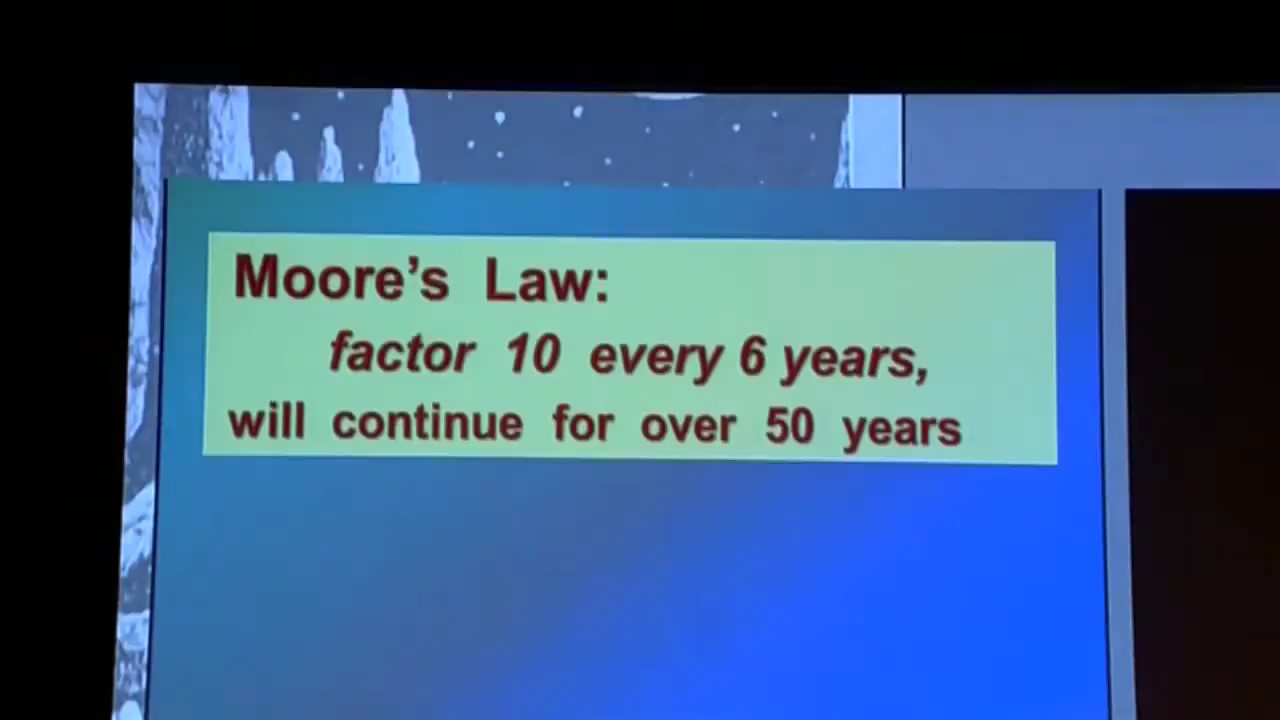 Moore’s Law:
factor 10 every 6 years,
will continue for over 50 years